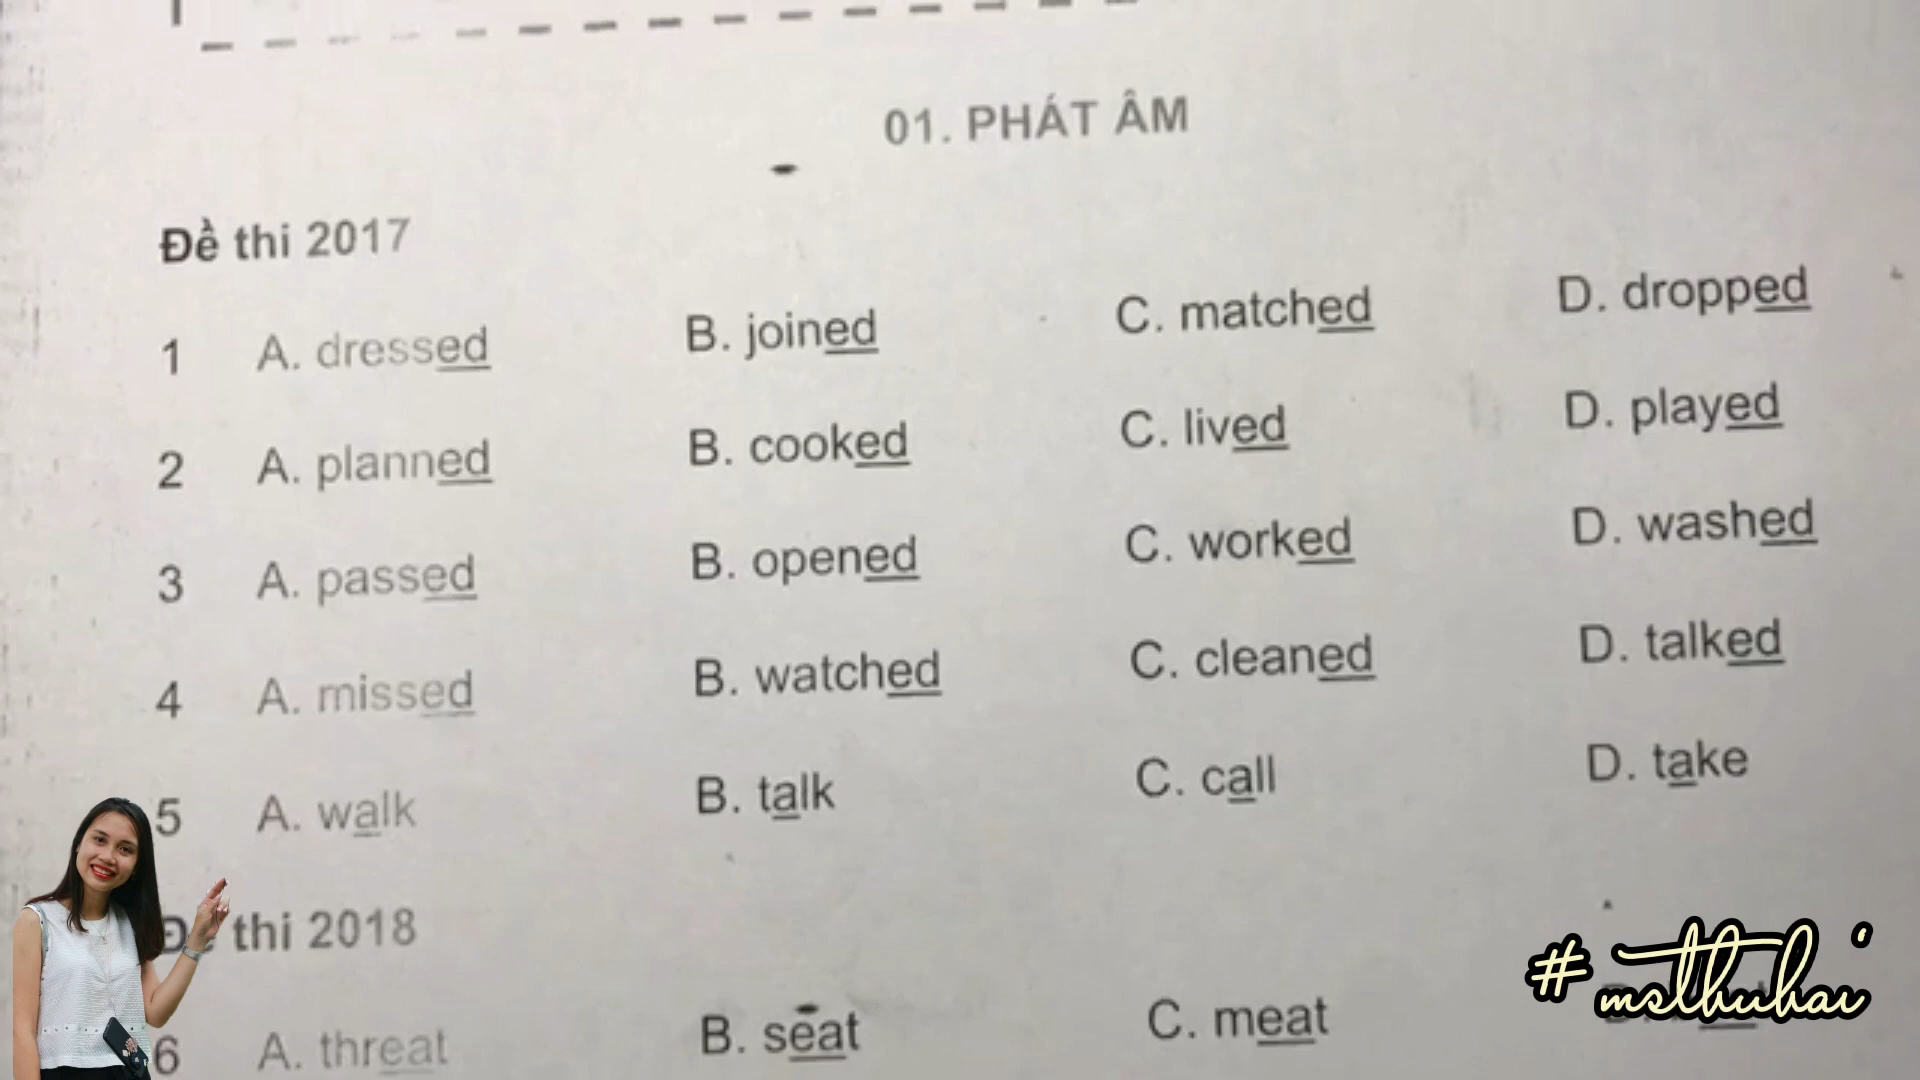 01. PHÁT ÂM
Đề thi 2017
1 A. dressed B. joined C. matched D. dropped
2 A. planned B. cooked C. lived D. played
3 A. passed B. opened C. worked D. washed
4 A. missed B. watched C. cleaned D. talked
5 A. walk B. talk C. call D. take
thi 2018
6 A. threat B. seat C. meat
#msthuhai